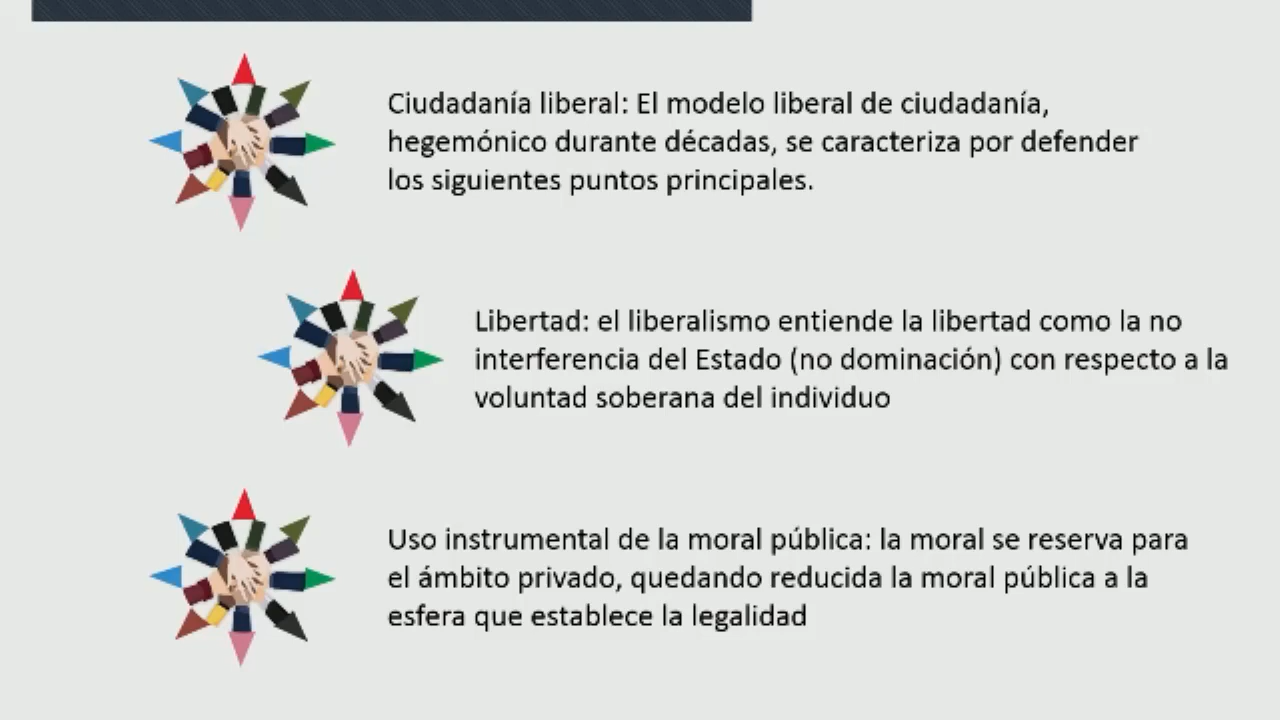 Ciudadanía liberal: El modelo liberal de ciudadanía,
hegemónico durante décadas, se caracteriza por defender
los siguientes puntos principales.
Libertad: el liberalismo entiende la libertad como la no
interferencia del Estado (no dominación) con respecto a la
voluntad soberana del individuo
Uso instrumental de la moral pública: la moral se reserva para
el ámbito privado, quedando reducida la moral pública a la
esfera que establece la legalidad